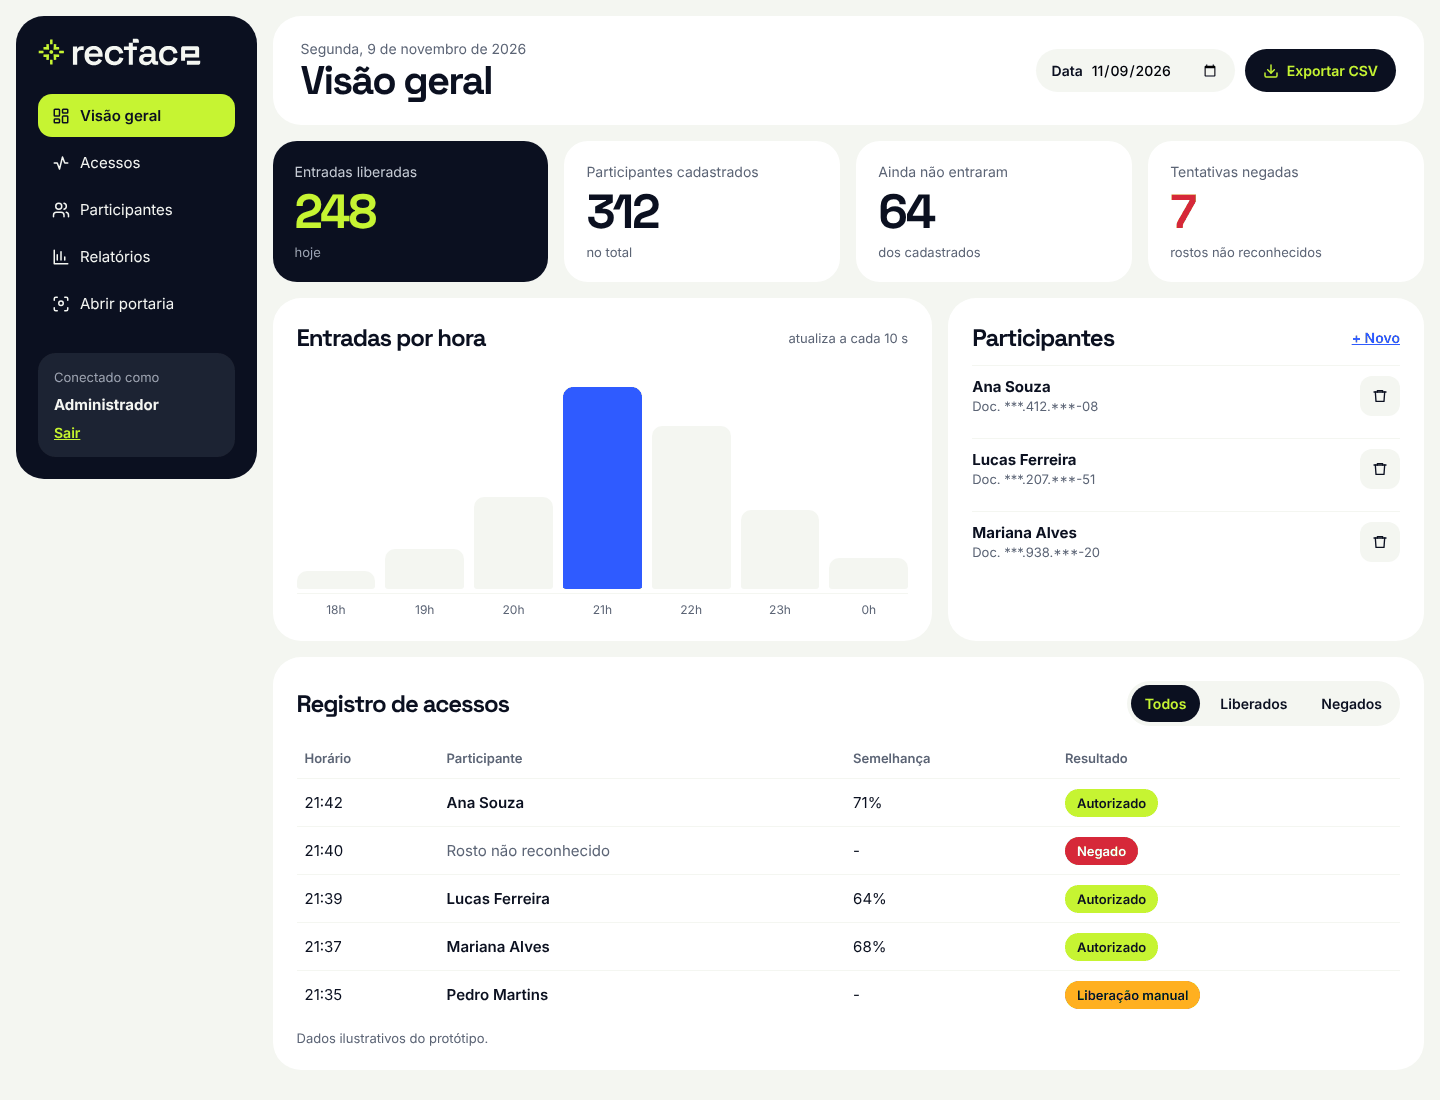 recface
Visão geral
Acessos
Participantes
Relatórios
Abrir portaria
Conectado como
Administrador
Sair
Segunda, 9 de novembro de 2026
Visão geral
Data 11/09/2026
Exportar CSV
Entradas liberadas
248
hoje
Participantes cadastrados
312
no total
Ainda não entraram
64
dos cadastrados
Tentativas negadas
7
rostos não reconhecidos
Entradas por hora
atualiza a cada 10 s
18h 19h 20h 21h 22h 23h 0h
Participantes
+ Novo
Ana Souza
Doc. ***.412.***-08
Lucas Ferreira
Doc. ***.207.***-51
Mariana Alves
Doc. ***.938.***-20
Registro de acessos
Todos Liberados Negados
Horário Participante Semelhança Resultado
21:42 Ana Souza 71% Autorizado
21:40 Rosto não reconhecido - Negado
21:39 Lucas Ferreira 64% Autorizado
21:37 Mariana Alves 68% Autorizado
21:35 Pedro Martins - Liberação manual
Dados ilustrativos do protótipo.